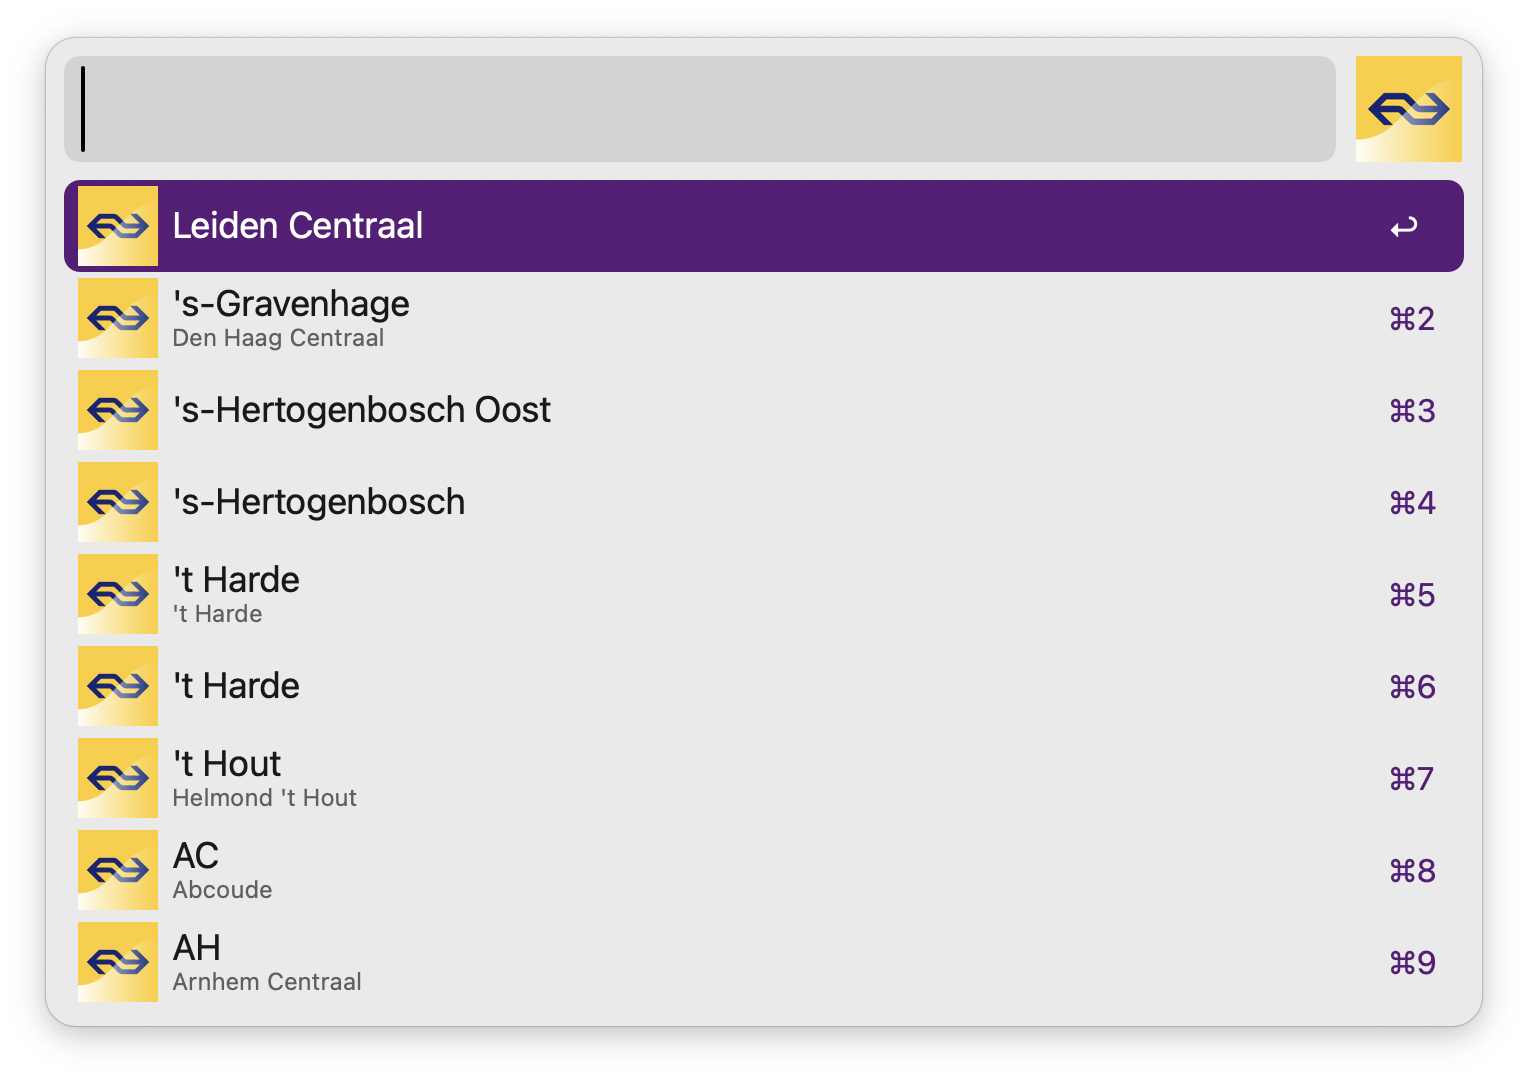 Leiden Centraal ↩
's-Gravenhage
Den Haag Centraal
⌘2
's-Hertogenbosch Oost ⌘3
's-Hertogenbosch ⌘4
't Harde
't Harde
⌘5
't Harde ⌘6
't Hout
Helmond 't Hout
⌘7
AC
Abcoude
⌘8
AH
Arnhem Centraal
⌘9